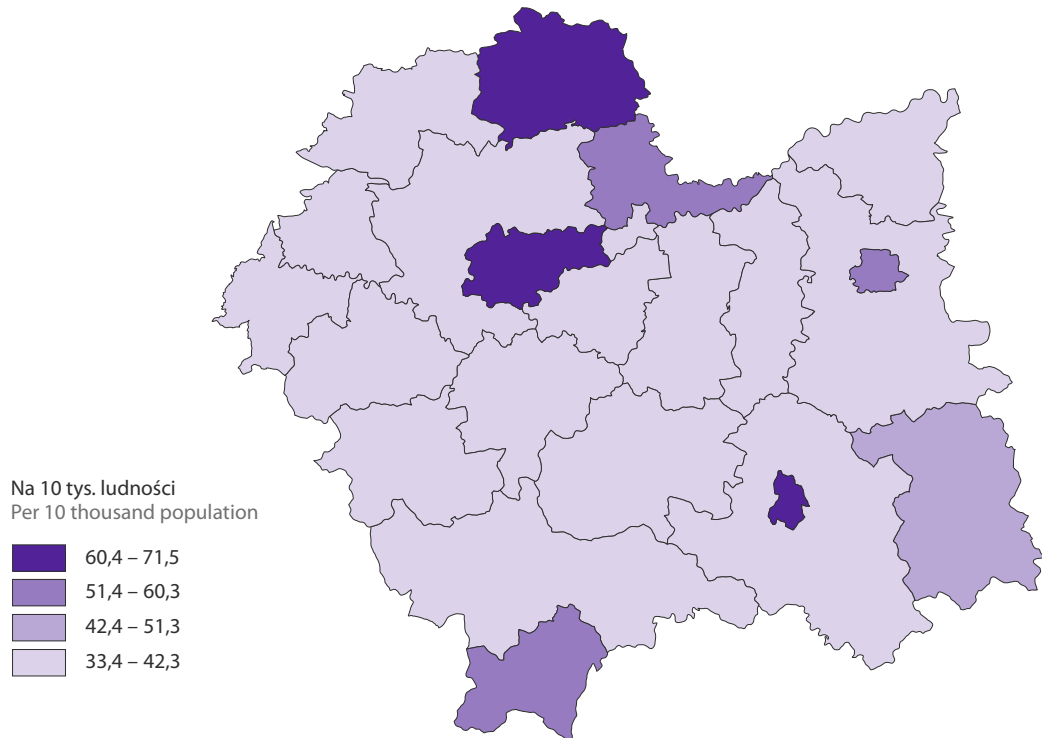 Na 10 tys. ludności
Per 10 thousand population
60,4 – 71,5
51,4 – 60,3
42,4 – 51,3
33,4 – 42,3